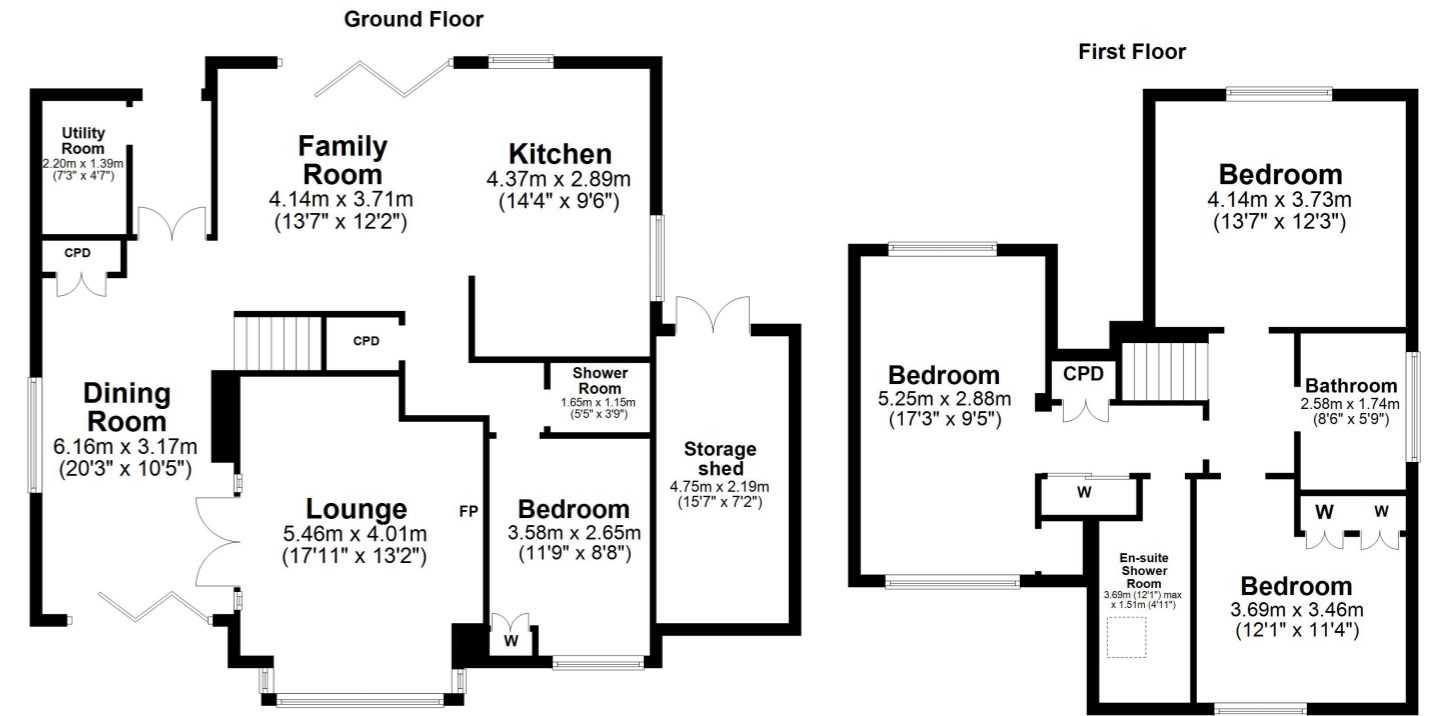 Ground Floor
Utility
Room
2.20m x 1.39m
(7'3" x 4'7")
Family
Room
4.14m x 3.71m
(13'7" x 12'2")
Kitchen
4.37m x 2.89m
(14'4" x 9'6")
CPD
CPD
Dining
Room
6.16m x 3.17m
(20'3" x 10'5")
Shower
Room
1.65m x 1.15m
(5'5" x 3'9")
Storage
shed
4.75m x 2.19m
(15'7" x 7'2")
Lounge
5.46m x 4.01m
(17'11" x 13'2")
FP
Bedroom
3.58m x 2.65m
(11'9" x 8'8")
W
First Floor
Bedroom
4.14m x 3.73m
(13'7" x 12'3")
Bedroom
5.25m x 2.88m
(17'3" x 9'5")
CPD
Bathroom
2.58m x 1.74m
(8'6" x 5'9")
W
W
W
En-suite
Shower
Room
3.69m (12'1") max
x 1.51m (4'11")
Bedroom
3.69m x 3.46m
(12'1" x 11'4")